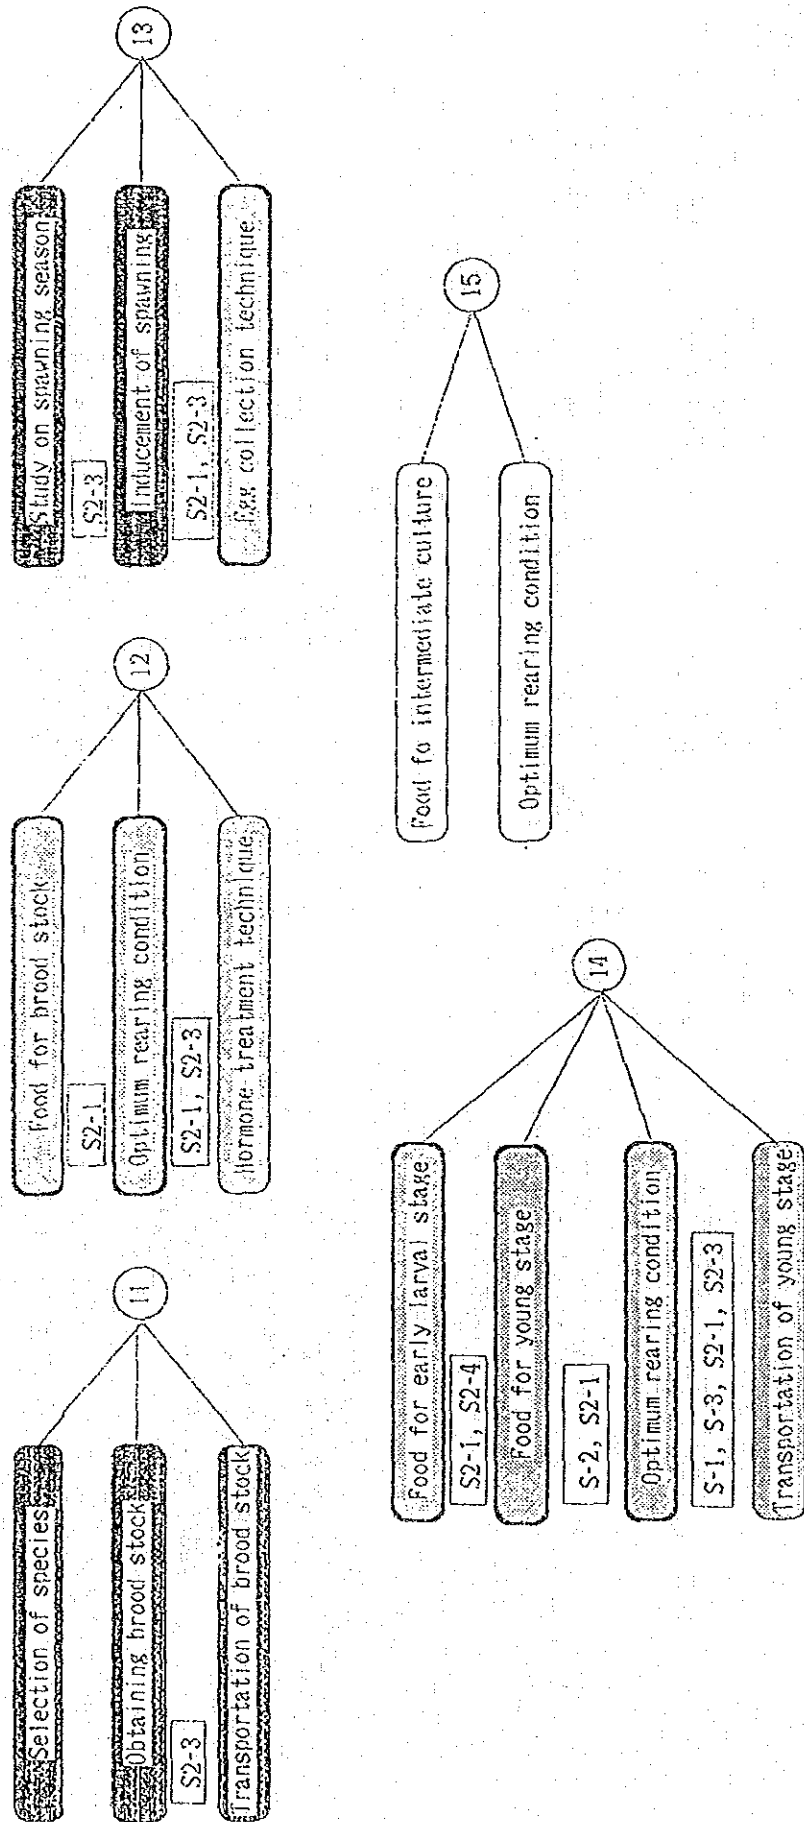 Selection of species
Obtaining brood stock
S2-3
Transportation of brood stock
11
Food for brood stock
S2-1
Optimum rearing condition
S2-1, S2-3
Hormone treatment technique
12
Study on spawning season
S2-3
Inducement of spawning
S2-1, S2-3
Egg collection technique
13
Food for early larval stage
S2-1, S2-4
Food for young stage
S-2, S2-1
Optimum rearing condition
S-1, S-3, S2-1, S2-3
Transportation of young stage
14
Food fo intermediate culture
Optimum rearing condition
15